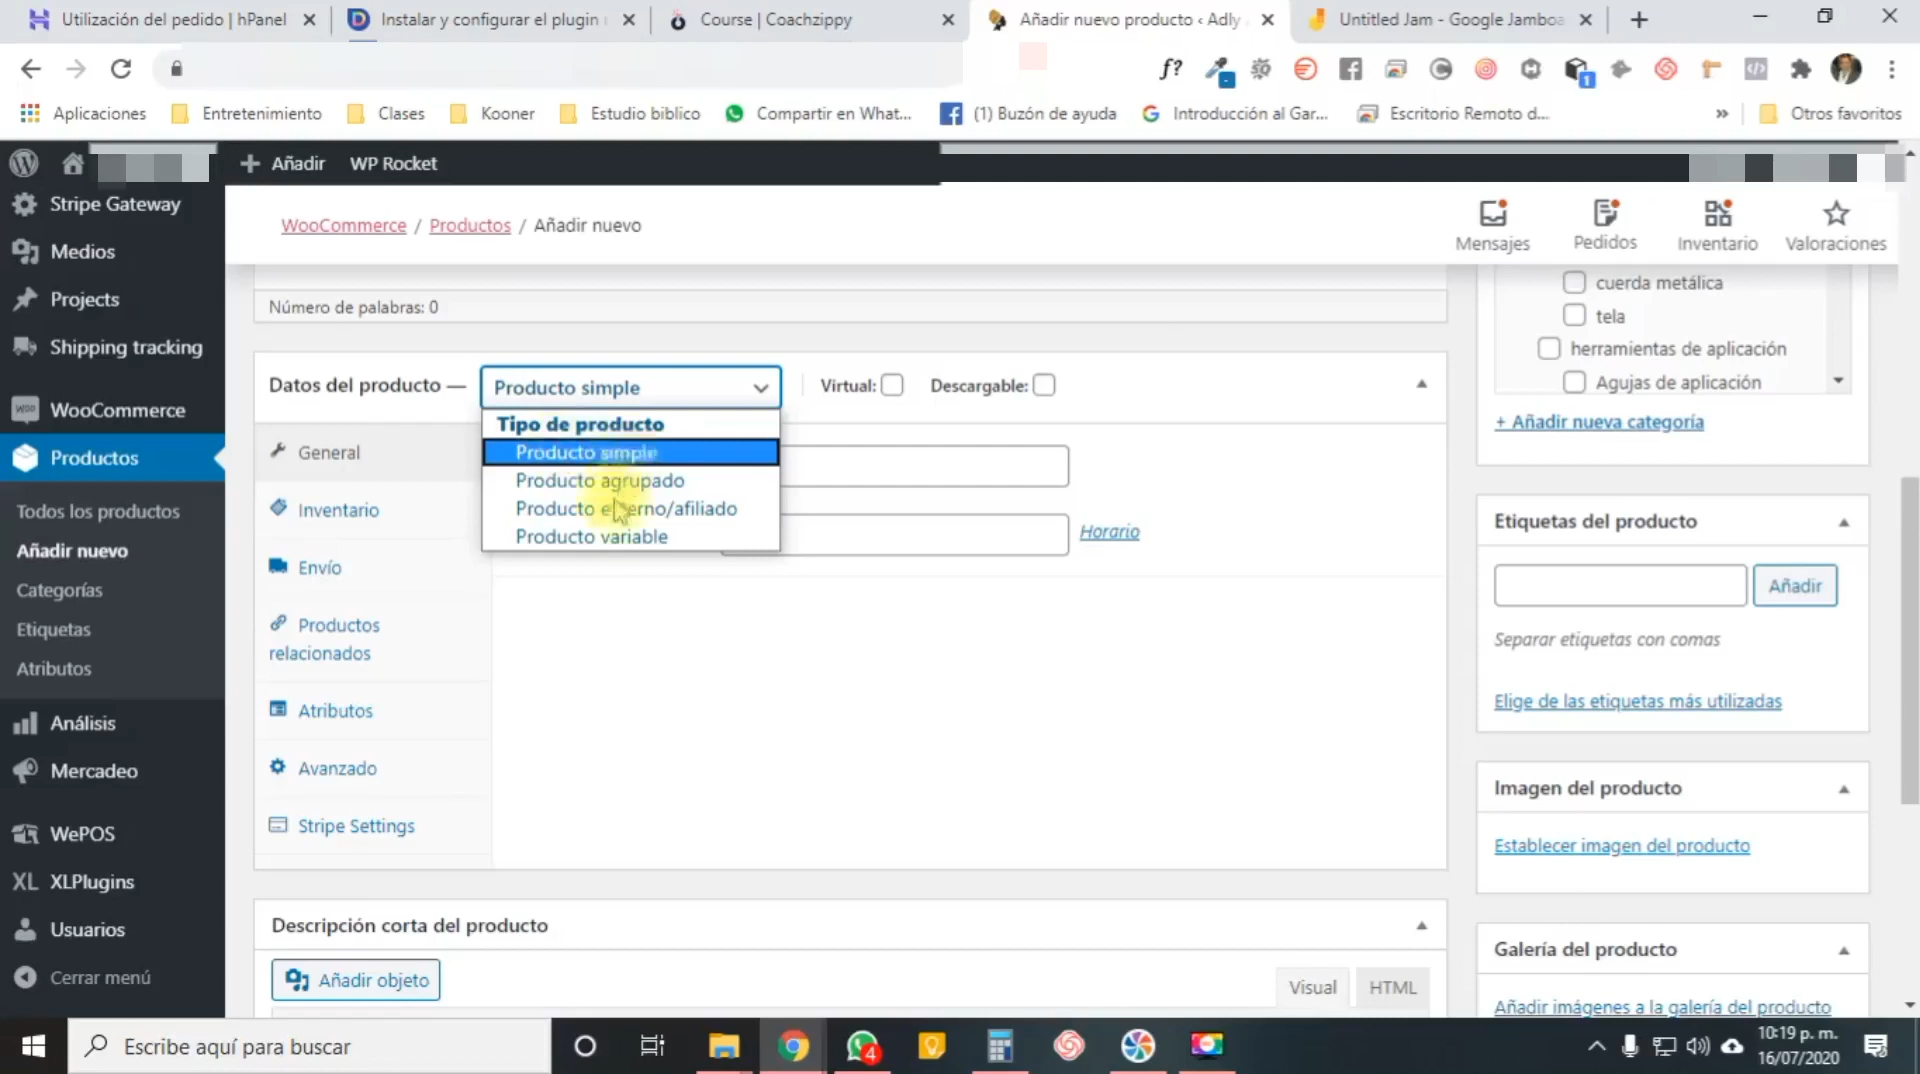 Utilización del pedido | hPanel
Instalar y configurar el plugin
Course | Coachzippy
Añadir nuevo producto ‹ Adly
Untitled Jam - Google Jamboa
f?
1
Aplicaciones
Entretenimiento
Clases
Kooner
Estudio biblico
Compartir en What...
(1) Buzón de ayuda
Introducción al Gar...
Escritorio Remoto d...
»
Otros favoritos
Añadir
WP Rocket
Stripe Gateway
Medios
Projects
Shipping tracking
WooCommerce
Productos
Todos los productos
Añadir nuevo
Categorías
Etiquetas
Atributos
Análisis
Mercadeo
WePOS
XL XLPlugins
Usuarios
Cerrar menú
WooCommerce / Productos / Añadir nuevo
Mensajes
Pedidos
Inventario
Valoraciones
Número de palabras: 0
Datos del producto —
Producto simple
Virtual:
Descargable:
Tipo de producto
Producto simple
Producto agrupado
Producto externo/afiliado
Producto variable
General
Inventario
Envío
Productos
relacionados
Atributos
Avanzado
Stripe Settings
Horario
Descripción corta del producto
Añadir objeto
Visual
HTML
cuerda metálica
tela
herramientas de aplicación
Agujas de aplicación
+ Añadir nueva categoría
Etiquetas del producto
Añadir
Separar etiquetas con comas
Elige de las etiquetas más utilizadas
Imagen del producto
Establecer imagen del producto
Galería del producto
Añadir imágenes a la galería del producto
Escribe aquí para buscar
4
10:19 p. m.
16/07/2020